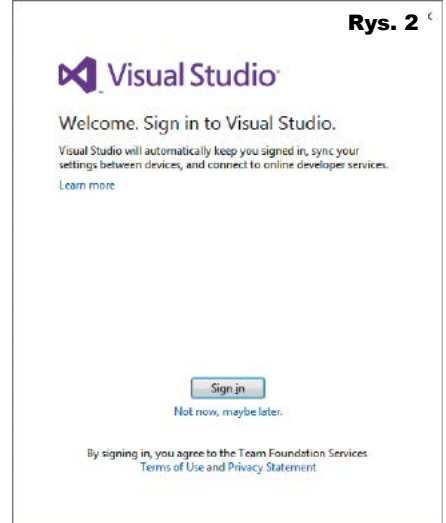 Rys. 2
Visual Studio
Welcome. Sign in to Visual Studio.
Visual Studio will automatically keep you signed in, sync your
settings between devices, and connect to online developer services.
Learn more
Sign in
Not now, maybe later.
By signing in, you agree to the Team Foundation Services
Terms of Use and Privacy Statement